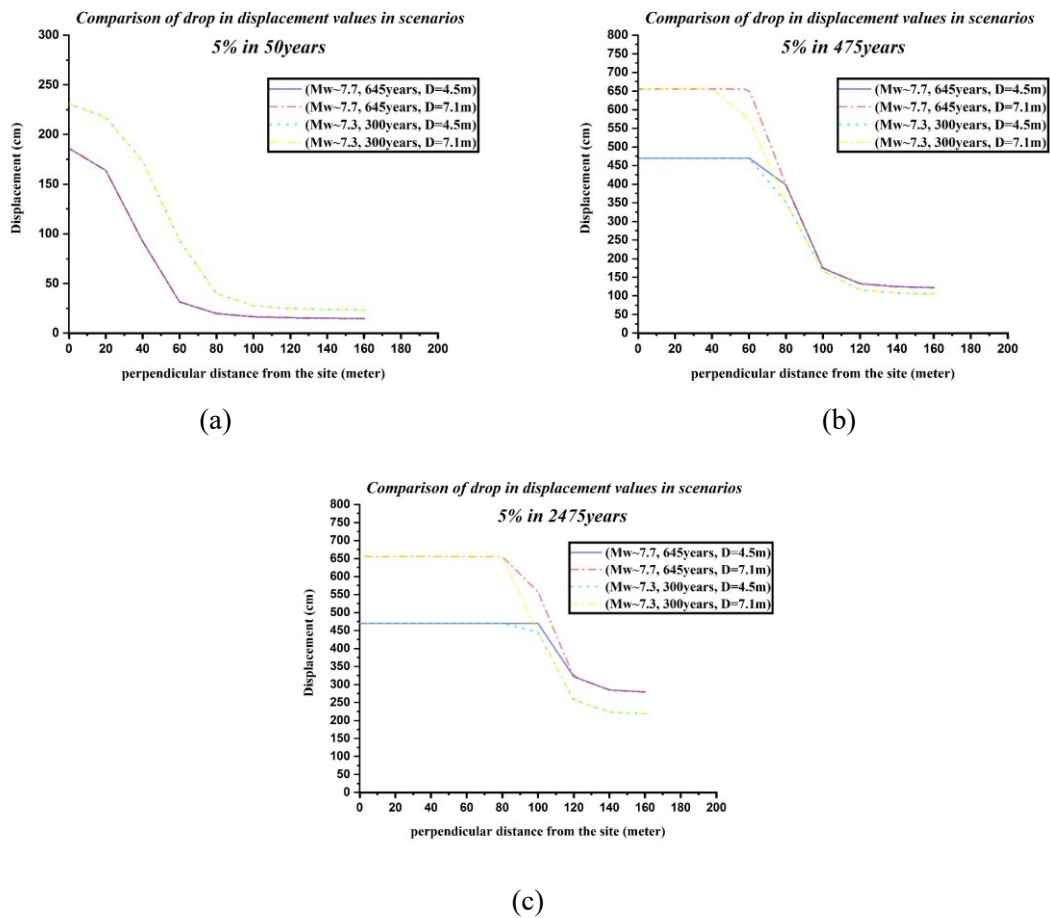 Comparison of drop in displacement values in scenarios
5% in 50years
300
250
200
150
100
50
0
Displacement (cm)
(Mw~7.7, 645years, D=4.5m)
(Mw~7.7, 645years, D=7.1m)
(Mw~7.3, 300years, D=4.5m)
(Mw~7.3, 300years, D=7.1m)
0 20 40 60 80 100 120 140 160 180 200
perpendicular distance from the site (meter)
(a)
Comparison of drop in displacement values in scenarios
5% in 475years
800
750
700
650
600
550
500
450
400
350
300
250
200
150
100
50
0
Displacement (cm)
(Mw~7.7, 645years, D=4.5m)
(Mw~7.7, 645years, D=7.1m)
(Mw~7.3, 300years, D=4.5m)
(Mw~7.3, 300years, D=7.1m)
0 20 40 60 80 100 120 140 160 180 200
perpendicular distance from the site (meter)
(b)
Comparison of drop in displacement values in scenarios
5% in 2475years
800
750
700
650
600
550
500
450
400
350
300
250
200
150
100
50
0
Displacement (cm)
(Mw~7.7, 645years, D=4.5m)
(Mw~7.7, 645years, D=7.1m)
(Mw~7.3, 300years, D=4.5m)
(Mw~7.3, 300years, D=7.1m)
0 20 40 60 80 100 120 140 160 180 200
perpendicular distance from the site (meter)
(c)